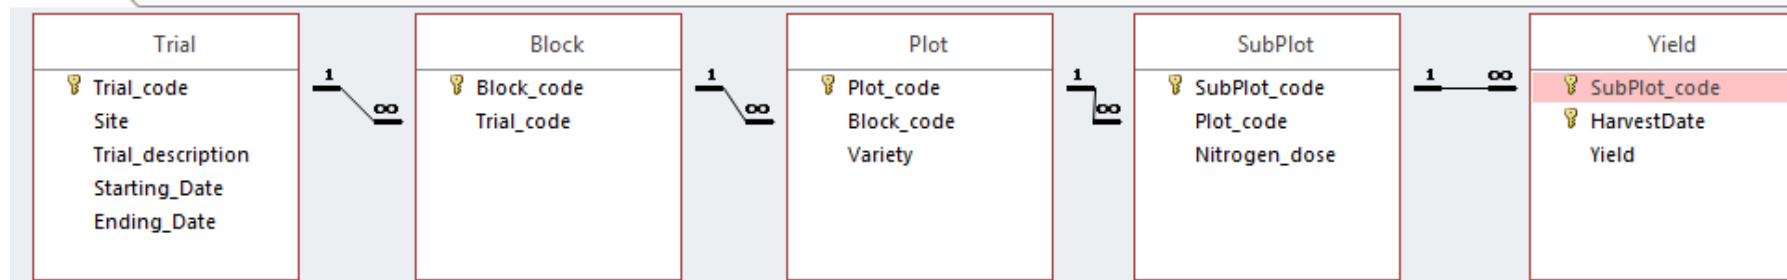 Trial
Trial_code
Site
Trial_description
Starting_Date
Ending_Date
1
∞
Block
Block_code
Trial_code
1
∞
Plot
Plot_code
Block_code
Variety
1
∞
SubPlot
SubPlot_code
Plot_code
Nitrogen_dose
1
∞
Yield
SubPlot_code
HarvestDate
Yield